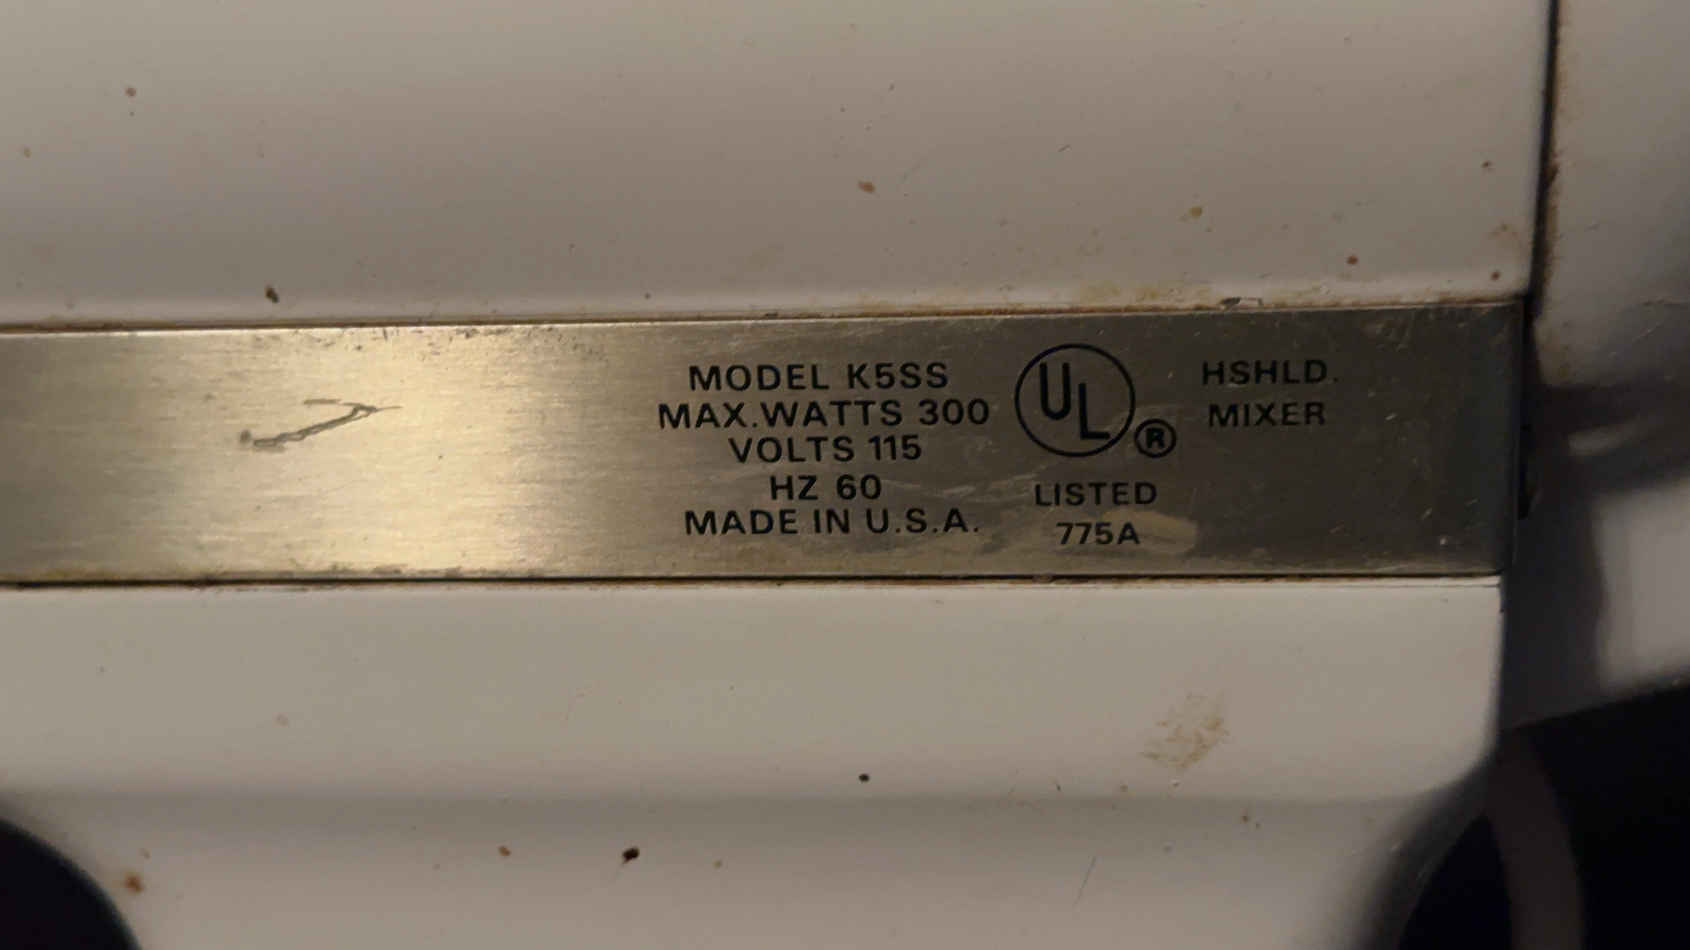 MODEL K5SS
MAX.WATTS 300
VOLTS 115
HZ 60
MADE IN U.S.A.
UL
®
LISTED
775A
HSHLD.
MIXER